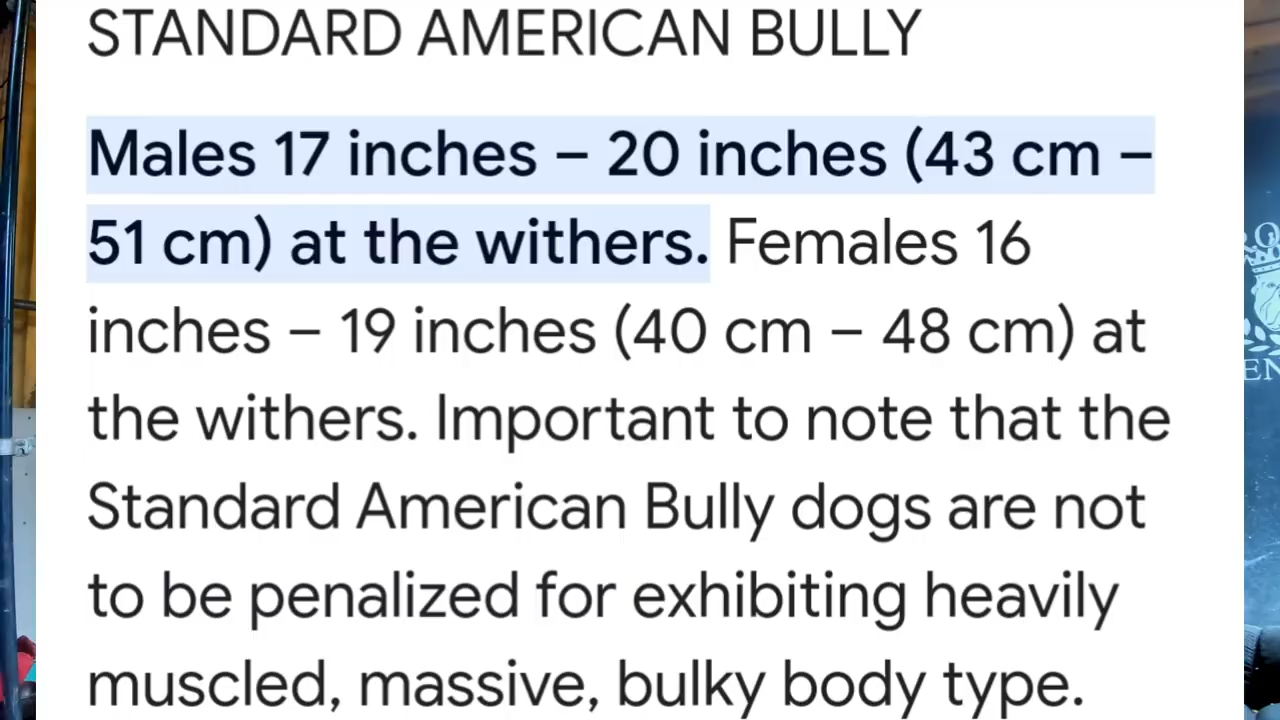 STANDARD AMERICAN BULLY
Males 17 inches – 20 inches (43 cm –
51 cm) at the withers. Females 16
inches – 19 inches (40 cm – 48 cm) at
the withers. Important to note that the
Standard American Bully dogs are not
to be penalized for exhibiting heavily
muscled, massive, bulky body type.